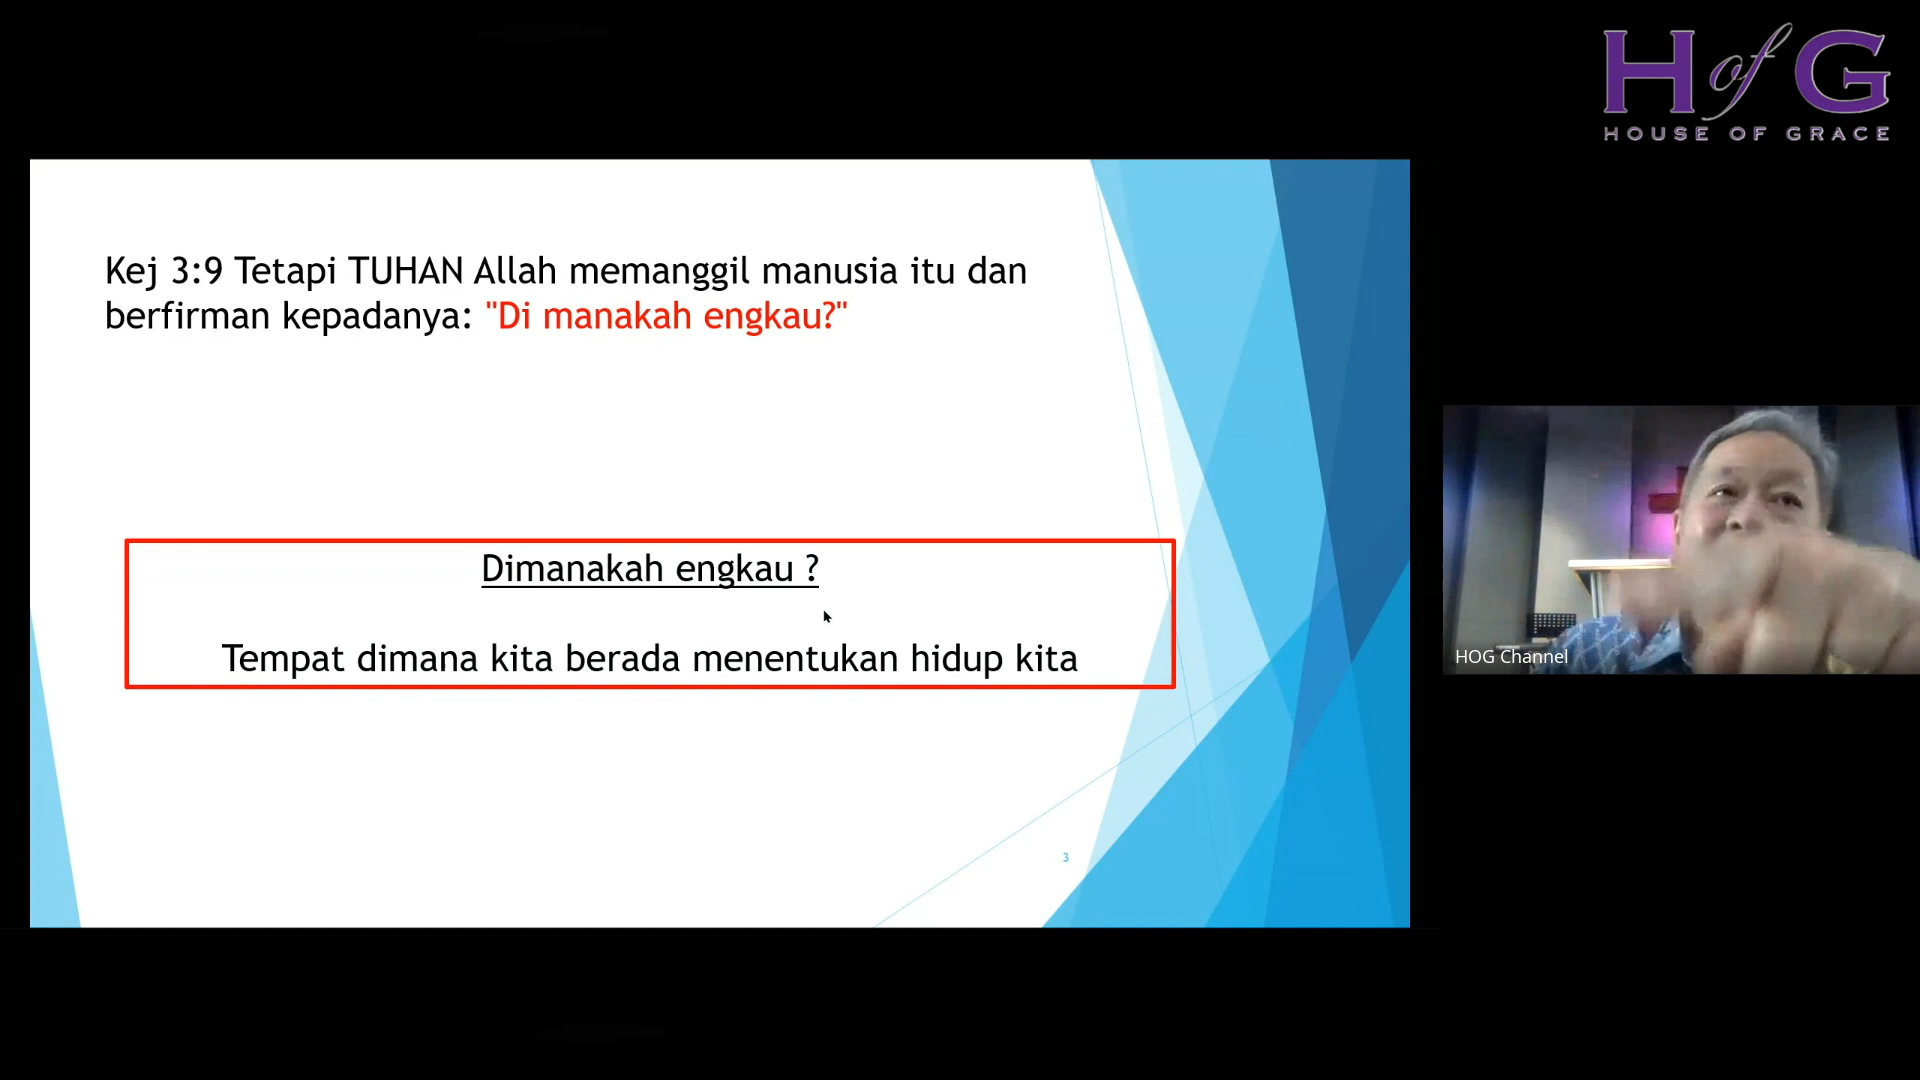 H of G
HOUSE OF GRACE
Kej 3:9 Tetapi TUHAN Allah memanggil manusia itu dan
berfirman kepadanya: "Di manakah engkau?"
Dimanakah engkau ?
Tempat dimana kita berada menentukan hidup kita
HOG Channel
3